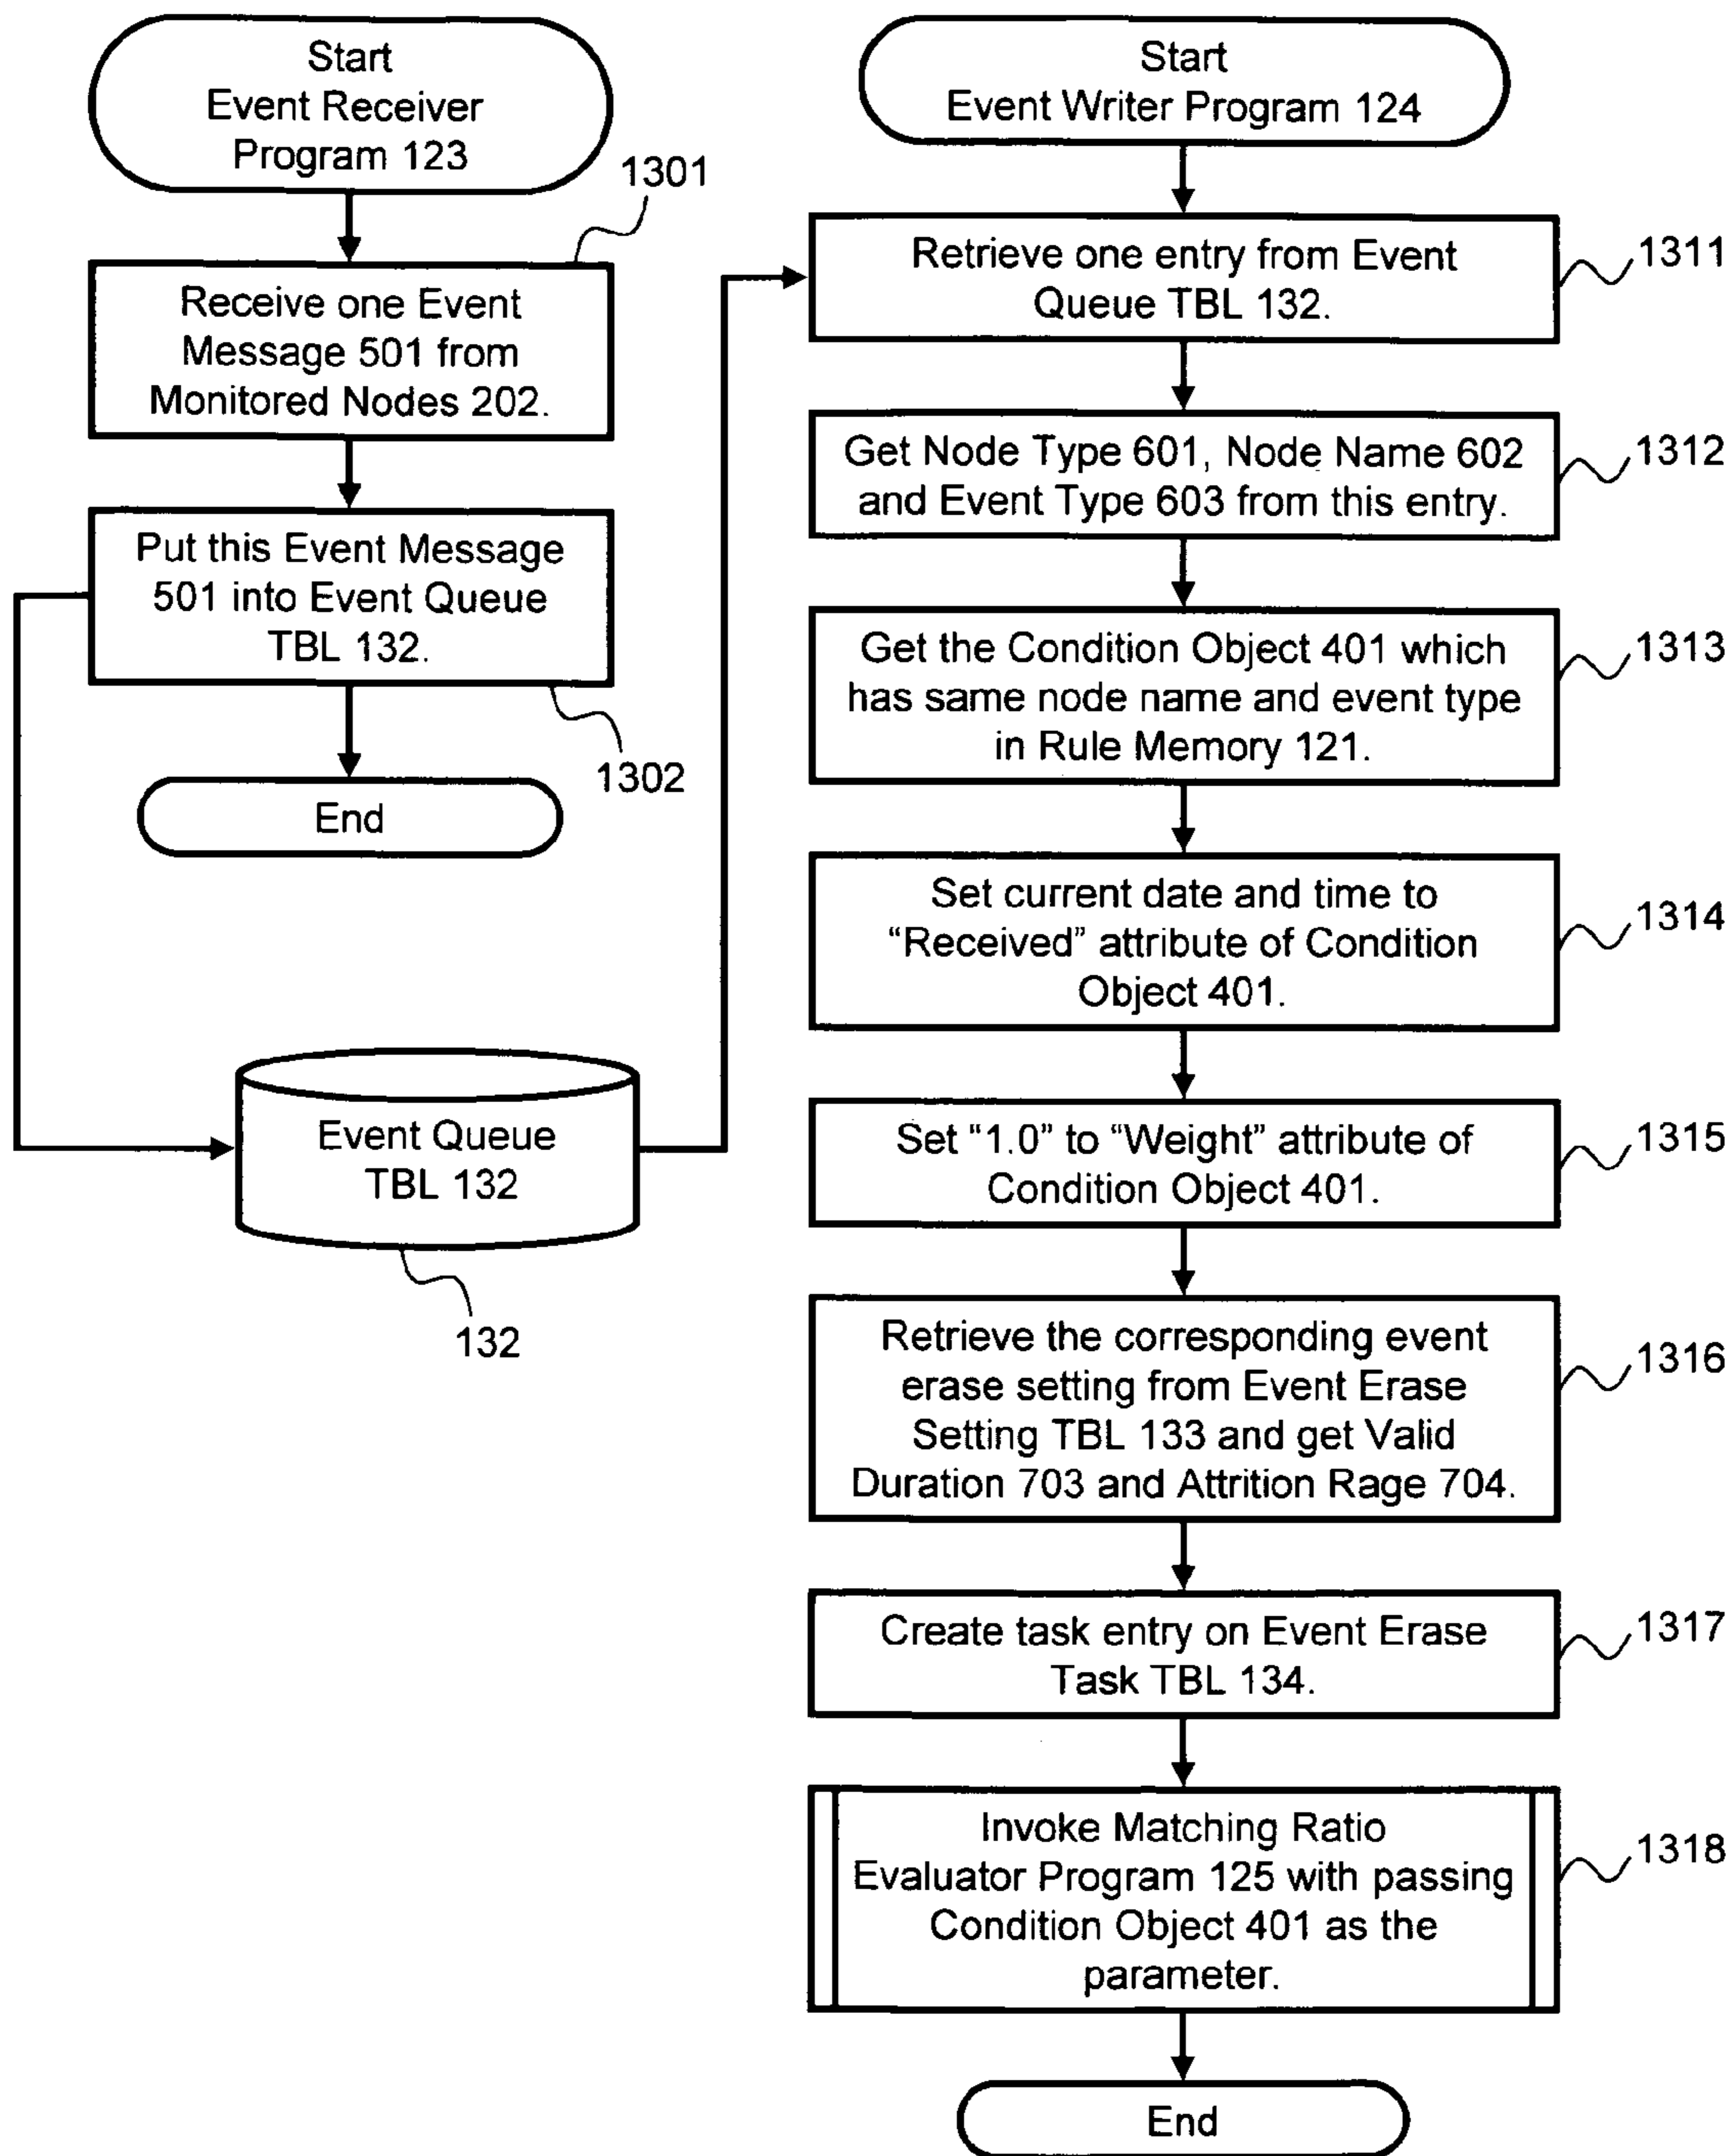 Start
Event Receiver
Program 123
1301
Receive one Event
Message 501 from
Monitored Nodes 202.
Put this Event Message
501 into Event Queue
TBL 132.
1302
End
Event Queue
TBL 132
132
Start
Event Writer Program 124
Retrieve one entry from Event
Queue TBL 132.
1311
Get Node Type 601, Node Name 602
and Event Type 603 from this entry.
1312
Get the Condition Object 401 which
has same node name and event type
in Rule Memory 121.
1313
Set current date and time to
“Received” attribute of Condition
Object 401.
1314
Set “1.0” to “Weight” attribute of
Condition Object 401.
1315
Retrieve the corresponding event
erase setting from Event Erase
Setting TBL 133 and get Valid
Duration 703 and Attrition Rage 704.
1316
Create task entry on Event Erase
Task TBL 134.
1317
Invoke Matching Ratio
Evaluator Program 125 with passing
Condition Object 401 as the
parameter.
1318
End